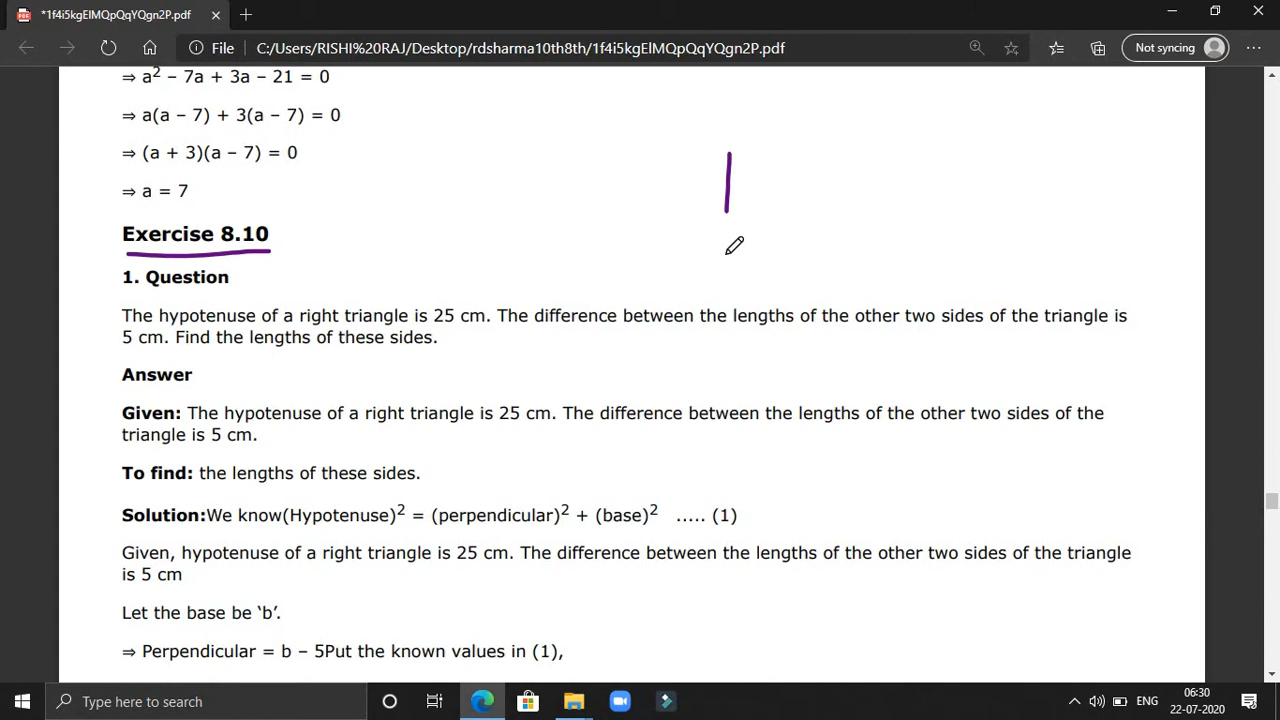 *1f4i5kgElMQpQqYQgn2P.pdf
File C:/Users/RISHI%20RAJ/Desktop/rdsharma10th8th/1f4i5kgElMQpQqYQgn2P.pdf Not syncing
⇒ a² – 7a + 3a – 21 = 0
⇒ a(a – 7) + 3(a – 7) = 0
⇒ (a + 3)(a – 7) = 0
⇒ a = 7
Exercise 8.10
1. Question
The hypotenuse of a right triangle is 25 cm. The difference between the lengths of the other two sides of the triangle is
5 cm. Find the lengths of these sides.
Answer
Given: The hypotenuse of a right triangle is 25 cm. The difference between the lengths of the other two sides of the
triangle is 5 cm.
To find: the lengths of these sides.
Solution:We know(Hypotenuse)² = (perpendicular)² + (base)² ..... (1)
Given, hypotenuse of a right triangle is 25 cm. The difference between the lengths of the other two sides of the triangle
is 5 cm
Let the base be ‘b’.
⇒ Perpendicular = b – 5Put the known values in (1),
Type here to search ENG 06:30
22-07-2020